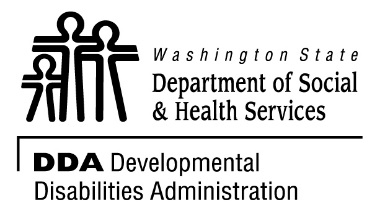 Washington State
Department of Social
& Health Services
DDA Developmental
Disabilities Administration